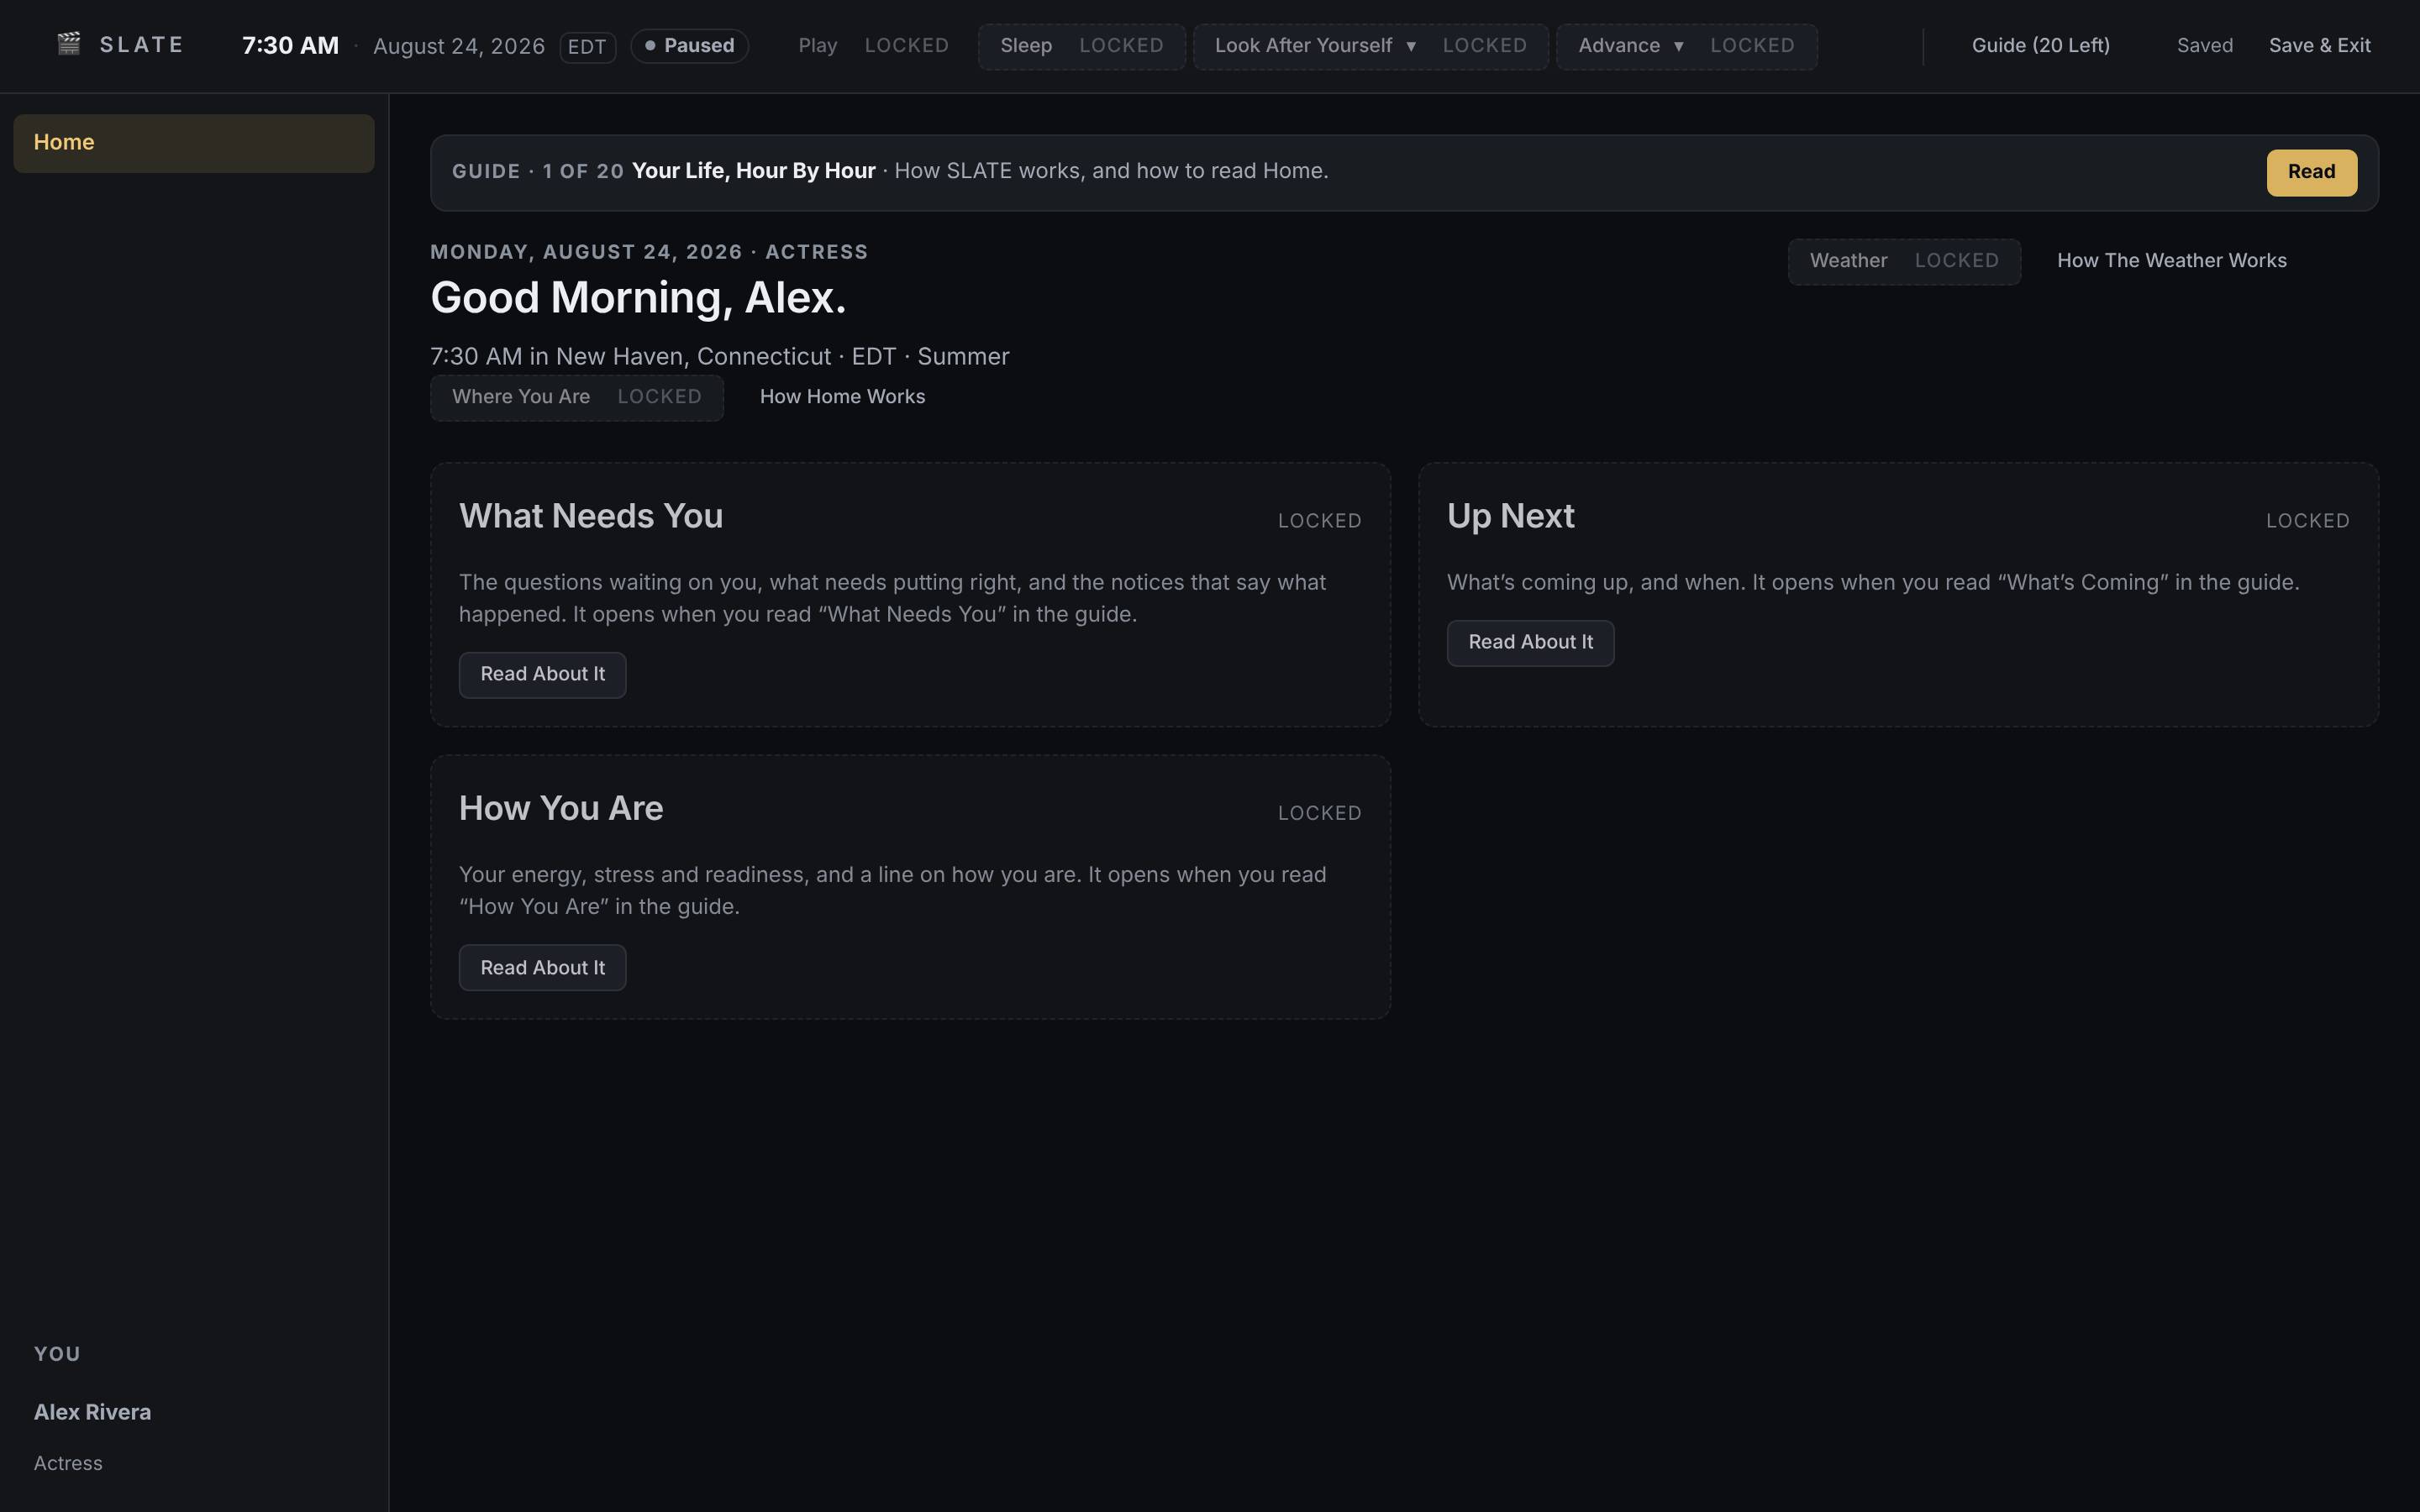 SLATE
7:30 AM · August 24, 2026 EDT Paused
Play LOCKED
Sleep LOCKED
Look After Yourself ▼ LOCKED
Advance ▼ LOCKED
Guide (20 Left)
Saved
Save & Exit
Home
GUIDE · 1 OF 20 Your Life, Hour By Hour · How SLATE works, and how to read Home.
Read
MONDAY, AUGUST 24, 2026 · ACTRESS
Good Morning, Alex.
7:30 AM in New Haven, Connecticut · EDT · Summer
Where You Are LOCKED
How Home Works
Weather LOCKED
How The Weather Works
What Needs You
LOCKED
The questions waiting on you, what needs putting right, and the notices that say what
happened. It opens when you read “What Needs You” in the guide.
Read About It
Up Next
LOCKED
What’s coming up, and when. It opens when you read “What’s Coming” in the guide.
Read About It
How You Are
LOCKED
Your energy, stress and readiness, and a line on how you are. It opens when you read
“How You Are” in the guide.
Read About It
YOU
Alex Rivera
Actress